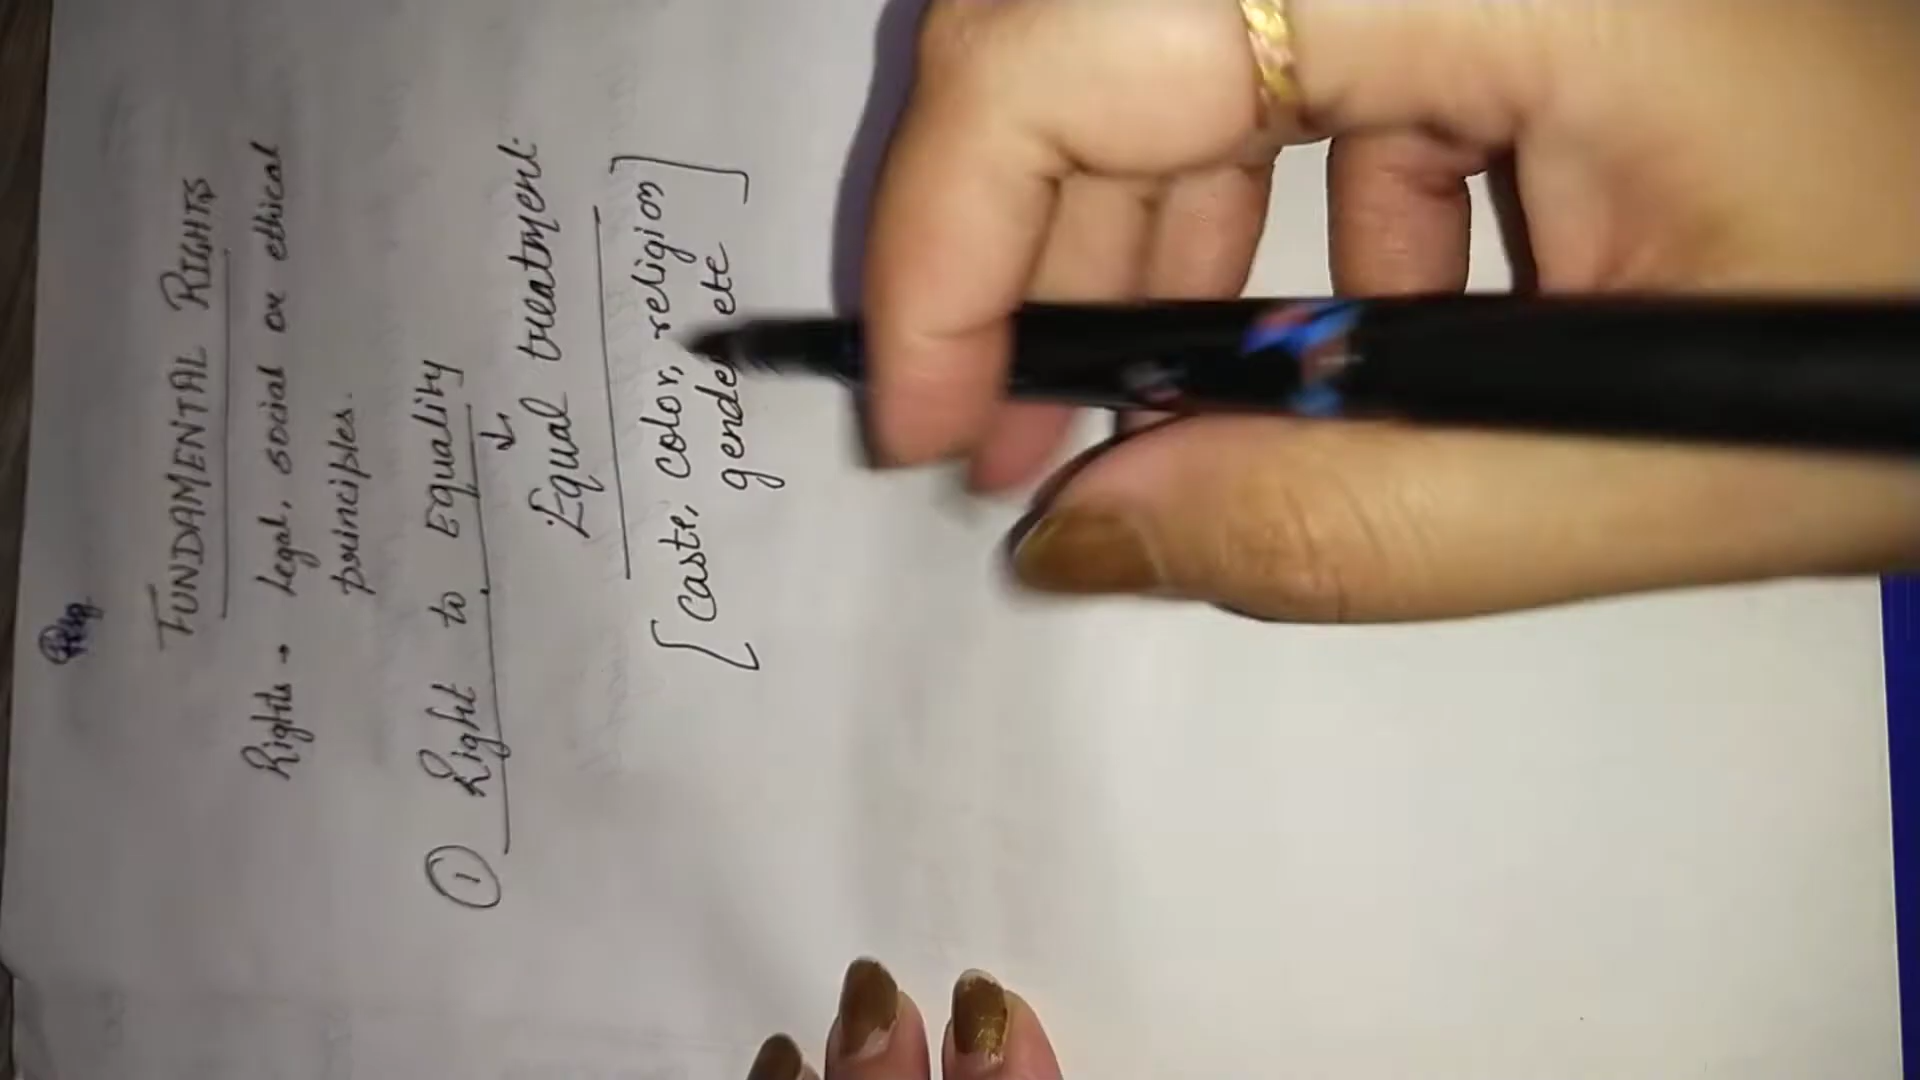 FUNDAMENTAL RIGHTS
Rights → Legal, social or ethical
principles.
① Right to Equality
↓
Equal treatment.
[caste, color, religion
gender etc]